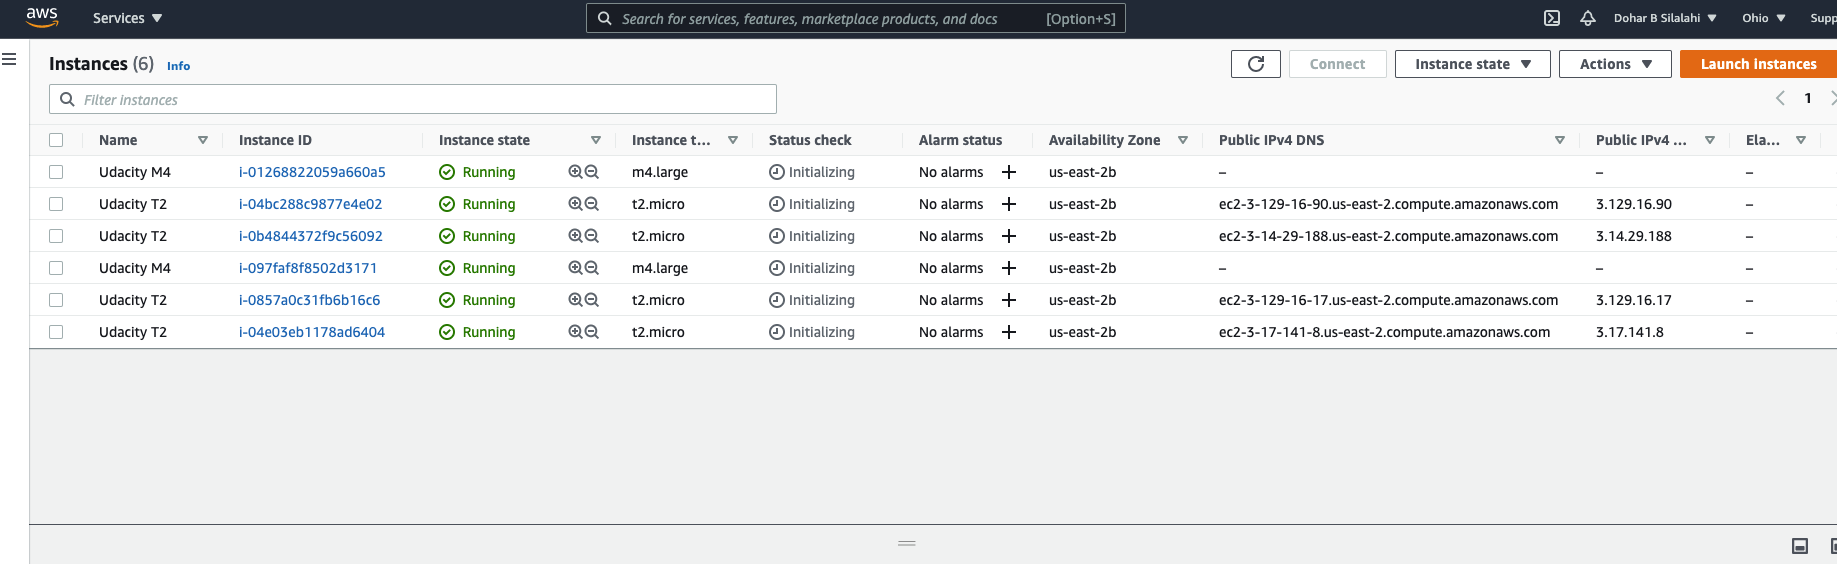 aws Services Search for services, features, marketplace products, and docs [Option+S] Dohar B Silalahi Ohio Supp
Instances (6) Info Connect Instance state Actions Launch instances
Filter instances 1
Name Instance ID Instance state Instance t... Status check Alarm status Availability Zone Public IPv4 DNS Public IPv4 ... Ela...
Udacity M4 i-01268822059a660a5 Running m4.large Initializing No alarms + us-east-2b – – –
Udacity T2 i-04bc288c9877e4e02 Running t2.micro Initializing No alarms + us-east-2b ec2-3-129-16-90.us-east-2.compute.amazonaws.com 3.129.16.90 –
Udacity T2 i-0b4844372f9c56092 Running t2.micro Initializing No alarms + us-east-2b ec2-3-14-29-188.us-east-2.compute.amazonaws.com 3.14.29.188 –
Udacity M4 i-097faf8f8502d3171 Running m4.large Initializing No alarms + us-east-2b – – –
Udacity T2 i-0857a0c31fb6b16c6 Running t2.micro Initializing No alarms + us-east-2b ec2-3-129-16-17.us-east-2.compute.amazonaws.com 3.129.16.17 –
Udacity T2 i-04e03eb1178ad6404 Running t2.micro Initializing No alarms + us-east-2b ec2-3-17-141-8.us-east-2.compute.amazonaws.com 3.17.141.8 –